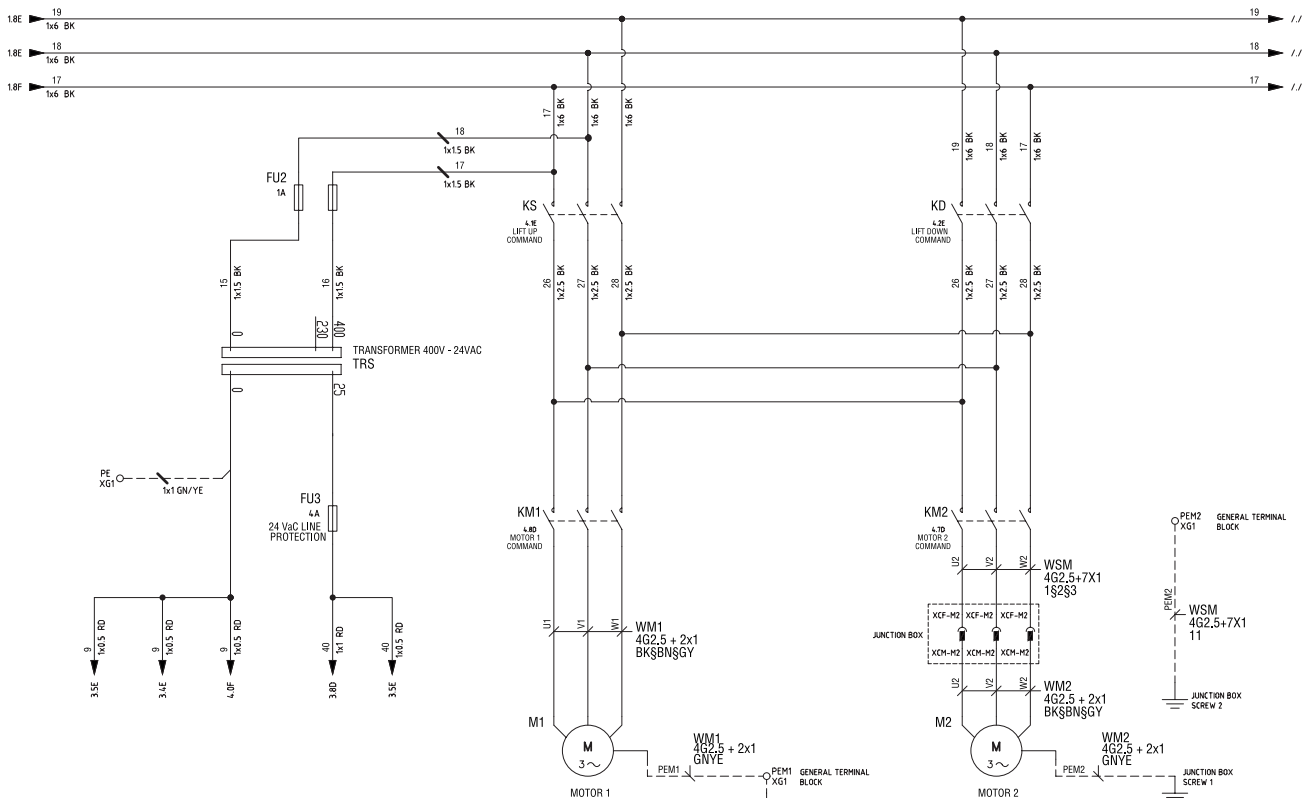 1.8E 19 19 /./
1x6 BK
1.8E 18 18 /./
1x6 BK
1.8F 17 17 /./
1x6 BK
17
1x6 BK
1x6 BK
1x6 BK
19
1x6 BK
18
1x6 BK
17
1x6 BK
18
1x1.5 BK
17
1x1.5 BK
FU2
1A
KS
4.1E
LIFT UP
COMMAND
KD
4.2E
LIFT DOWN
COMMAND
15
1x1.5 BK
16
1x1.5 BK
26
1x2.5 BK
27
1x2.5 BK
28
1x2.5 BK
26
1x2.5 BK
27
1x2.5 BK
28
1x2.5 BK
0
230
400
TRANSFORMER 400V - 24VAC
TRS
0
25
PE
XG1
1x1 GN/YE
FU3
4A
24 VaC LINE
PROTECTION
KM1
4.8D
MOTOR 1
COMMAND
KM2
4.7D
MOTOR 2
COMMAND
PEM2
XG1
GENERAL TERMINAL
BLOCK
U2
V2
W2
WSM
4G2.5+7X1
1§2§3
PEM2
WSM
4G2.5+7X1
11
9
1x0.5 RD
9
1x0.5 RD
9
1x0.5 RD
40
1x1 RD
40
1x0.5 RD
3.5E
3.4E
4.0F
3.8D
3.5E
U1
V1
W1
WM1
4G2.5 + 2x1
BK§BN§GY
JUNCTION BOX
XCF-M2 XCF-M2 XCF-M2
XCM-M2 XCM-M2 XCM-M2
U2
V2
W2
WM2
4G2.5 + 2x1
BK§BN§GY
JUNCTION BOX
SCREW 2
M1
M
3~
MOTOR 1
WM1
4G2.5 + 2x1
GNYE
PEM1
PEM1
XG1
GENERAL TERMINAL
BLOCK
M2
M
3~
MOTOR 2
WM2
4G2.5 + 2x1
GNYE
PEM2
JUNCTION BOX
SCREW 1